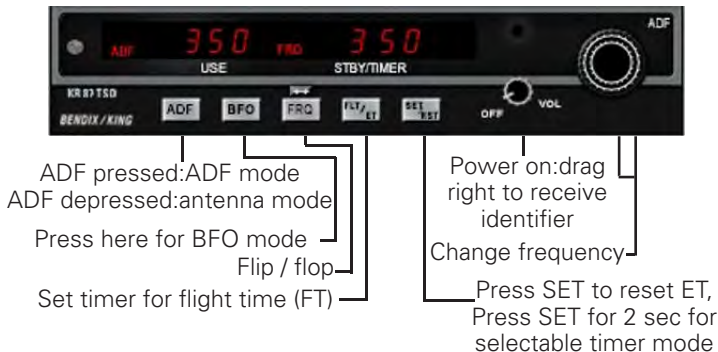 ADF
ADF 350 FRQ 350
USE STBY/TIMER
KR 87 TSO
BENDIX/KING
ADF BFO FRQ FLT/ET SET/RST OFF VOL
ADF pressed:ADF mode
ADF depressed:antenna mode
Press here for BFO mode
Flip / flop
Set timer for flight time (FT)
Power on:drag
right to receive
identifier
Change frequency
Press SET to reset ET,
Press SET for 2 sec for
selectable timer mode